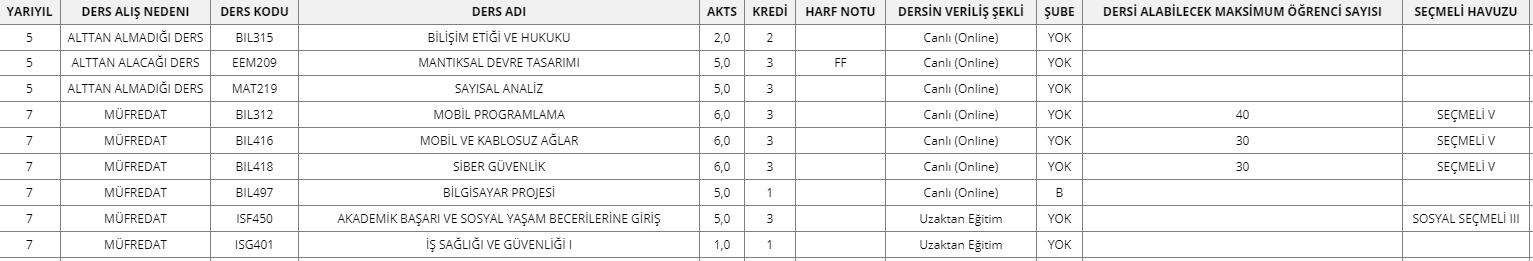 YARIYIL DERS ALIŞ NEDENI DERS KODU DERS ADI AKTS KREDİ HARF NOTU DERSİN VERİLİŞ ŞEKLİ ŞUBE DERSİ ALABİLECEK MAKSİMUM ÖĞRENCİ SAYISI SEÇMELİ HAVUZU
5 ALTTAN ALMADIĞI DERS BIL315 BİLİŞİM ETİĞİ VE HUKUKU 2,0 2 Canlı (Online) YOK
5 ALTTAN ALACAĞI DERS EEM209 MANTIKSAL DEVRE TASARIMI 5,0 3 FF Canlı (Online) YOK
5 ALTTAN ALMADIĞI DERS MAT219 SAYISAL ANALİZ 5,0 3 Canlı (Online) YOK
7 MÜFREDAT BIL312 MOBİL PROGRAMLAMA 6,0 3 Canlı (Online) YOK 40 SEÇMELİ V
7 MÜFREDAT BIL416 MOBİL VE KABLOSUZ AĞLAR 6,0 3 Canlı (Online) YOK 30 SEÇMELİ V
7 MÜFREDAT BIL418 SİBER GÜVENLİK 6,0 3 Canlı (Online) YOK 30 SEÇMELİ V
7 MÜFREDAT BIL497 BİLGİSAYAR PROJESİ 5,0 1 Canlı (Online) B
7 MÜFREDAT ISF450 AKADEMİK BAŞARI VE SOSYAL YAŞAM BECERİLERİNE GİRİŞ 5,0 3 Uzaktan Eğitim YOK SOSYAL SEÇMELİ III
7 MÜFREDAT ISG401 İŞ SAĞLIĞI VE GÜVENLİĞİ I 1,0 1 Uzaktan Eğitim YOK